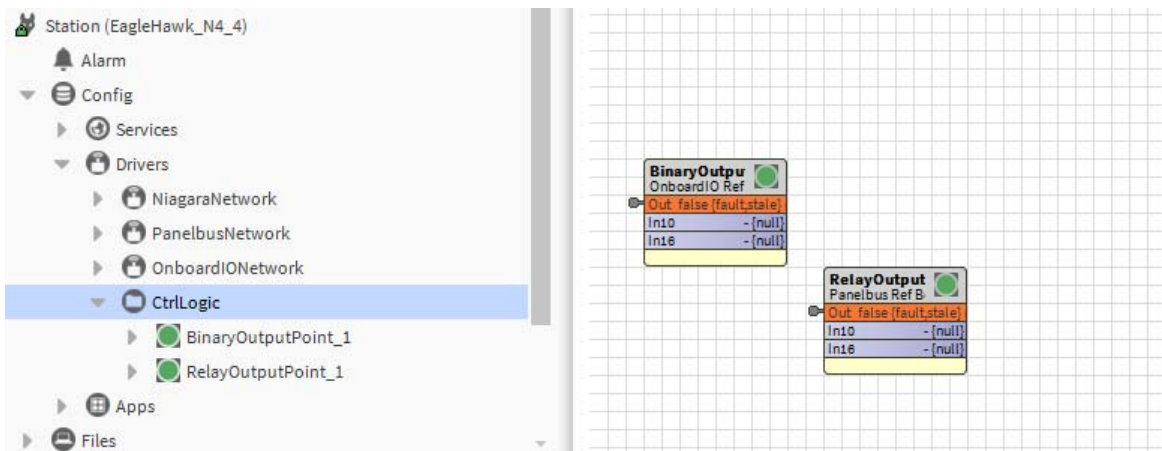 Station (EagleHawk_N4_4)
Alarm
Config
Services
Drivers
NiagaraNetwork
PanelbusNetwork
OnboardIONetwork
CtrlLogic
BinaryOutputPoint_1
RelayOutputPoint_1
Apps
Files
BinaryOutpu
OnboardIO Ref
Out false {fault,stale}
In10 - {null}
In16 - {null}
RelayOutput
Panelbus Ref B
Out false {fault,stale}
In10 - {null}
In16 - {null}